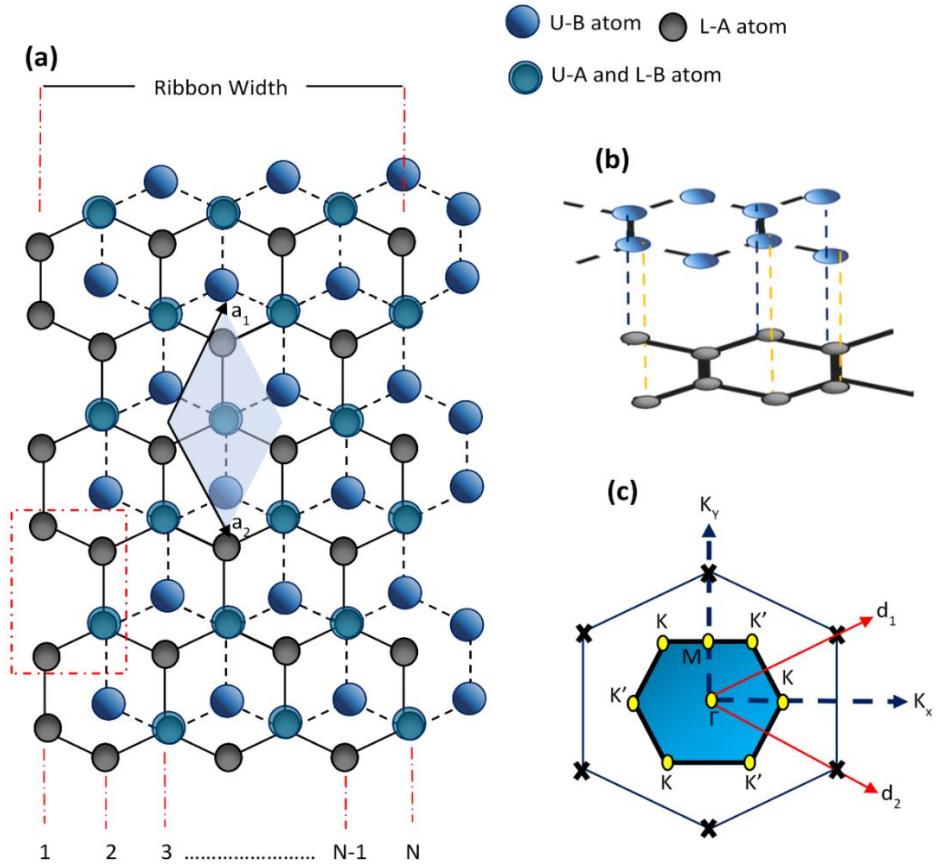 U-B atom
L-A atom
U-A and L-B atom
(a)
Ribbon Width
a1
a2
1 2 3 ........................ N-1 N
(b)
(c)
KY
K K'
M
d1
K' Γ K
Kx
K K'
d2